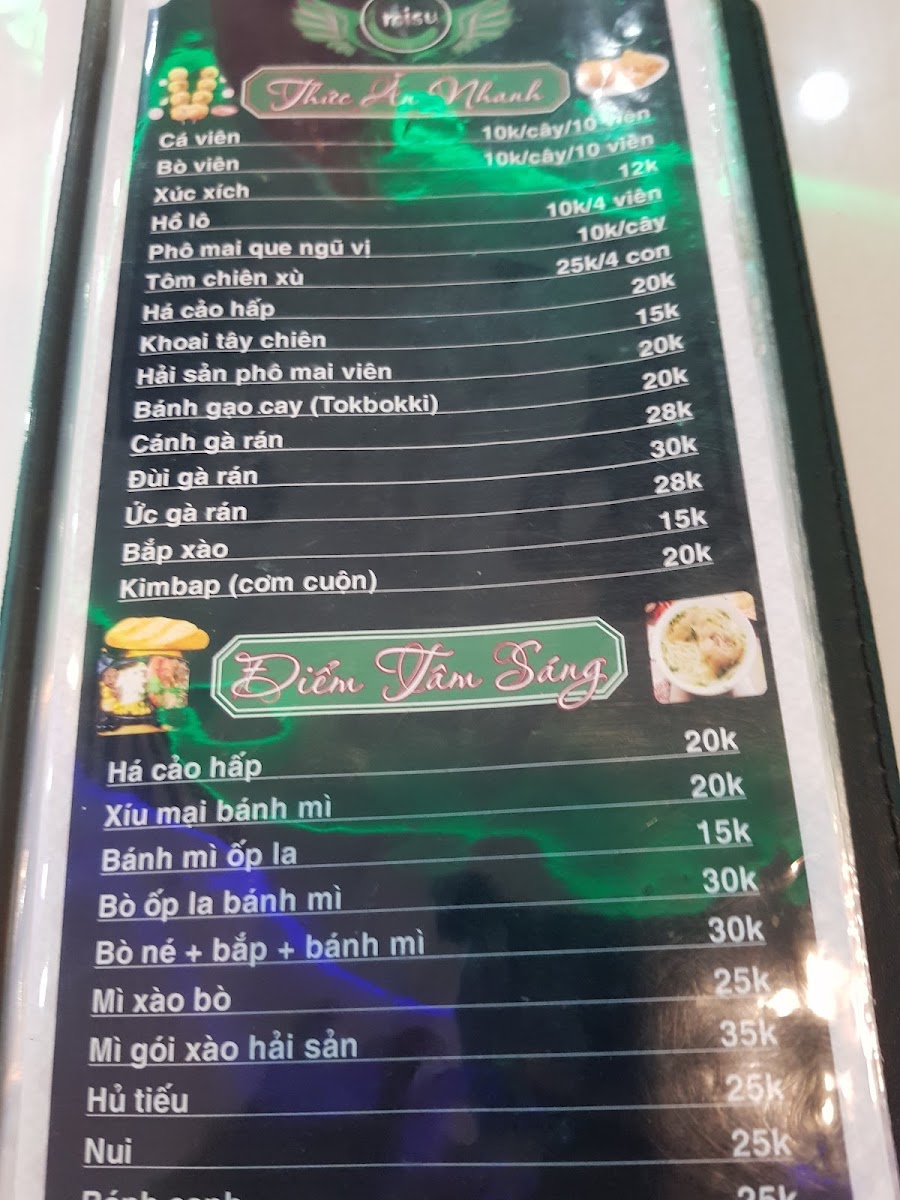 misu
Thức Ăn Nhanh
Cá viên 10k/cây/10 viên
Bò viên 10k/cây/10 viên
Xúc xích 12k
Hồ lô 10k/4 viên
Phô mai que ngũ vị 10k/cây
Tôm chiên xù 25k/4 con
Há cảo hấp 20k
Khoai tây chiên 15k
Hải sản phô mai viên 20k
Bánh gạo cay (Tokbokki) 20k
Cánh gà rán 28k
Đùi gà rán 30k
Ức gà rán 28k
Bắp xào 15k
Kimbap (cơm cuộn) 20k
Điểm Tâm Sáng
Há cảo hấp 20k
Xíu mại bánh mì 20k
Bánh mì ốp la 15k
Bò ốp la bánh mì 30k
Bò né + bắp + bánh mì 30k
Mì xào bò 25k
Mì gói xào hải sản 35k
Hủ tiếu 25k
Nui 25k
Bánh canh 25k